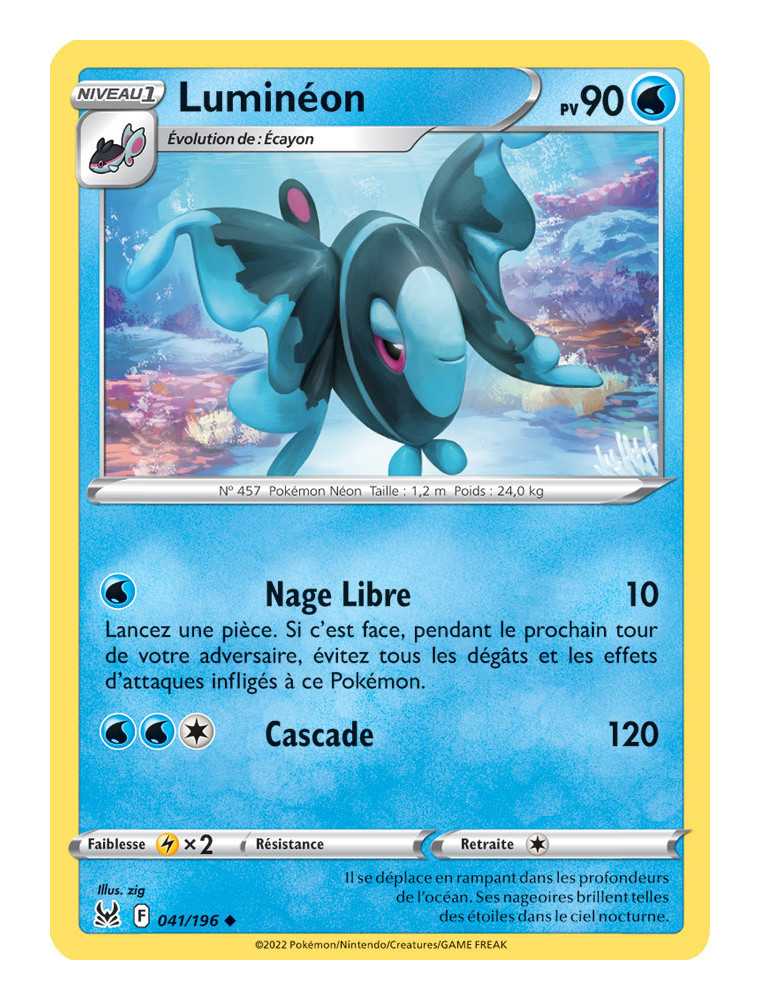 NIVEAU 1
Luminéon
PV 90
Évolution de : Écayon
N° 457 Pokémon Néon Taille : 1,2 m Poids : 24,0 kg
Nage Libre 10
Lancez une pièce. Si c'est face, pendant le prochain tour
de votre adversaire, évitez tous les dégâts et les effets
d'attaques infligés à ce Pokémon.
Cascade 120
Faiblesse ×2 Résistance Retraite
Il se déplace en rampant dans les profondeurs
de l'océan. Ses nageoires brillent telles
des étoiles dans le ciel nocturne.
Illus. zig
F 041/196
©2022 Pokémon/Nintendo/Creatures/GAME FREAK